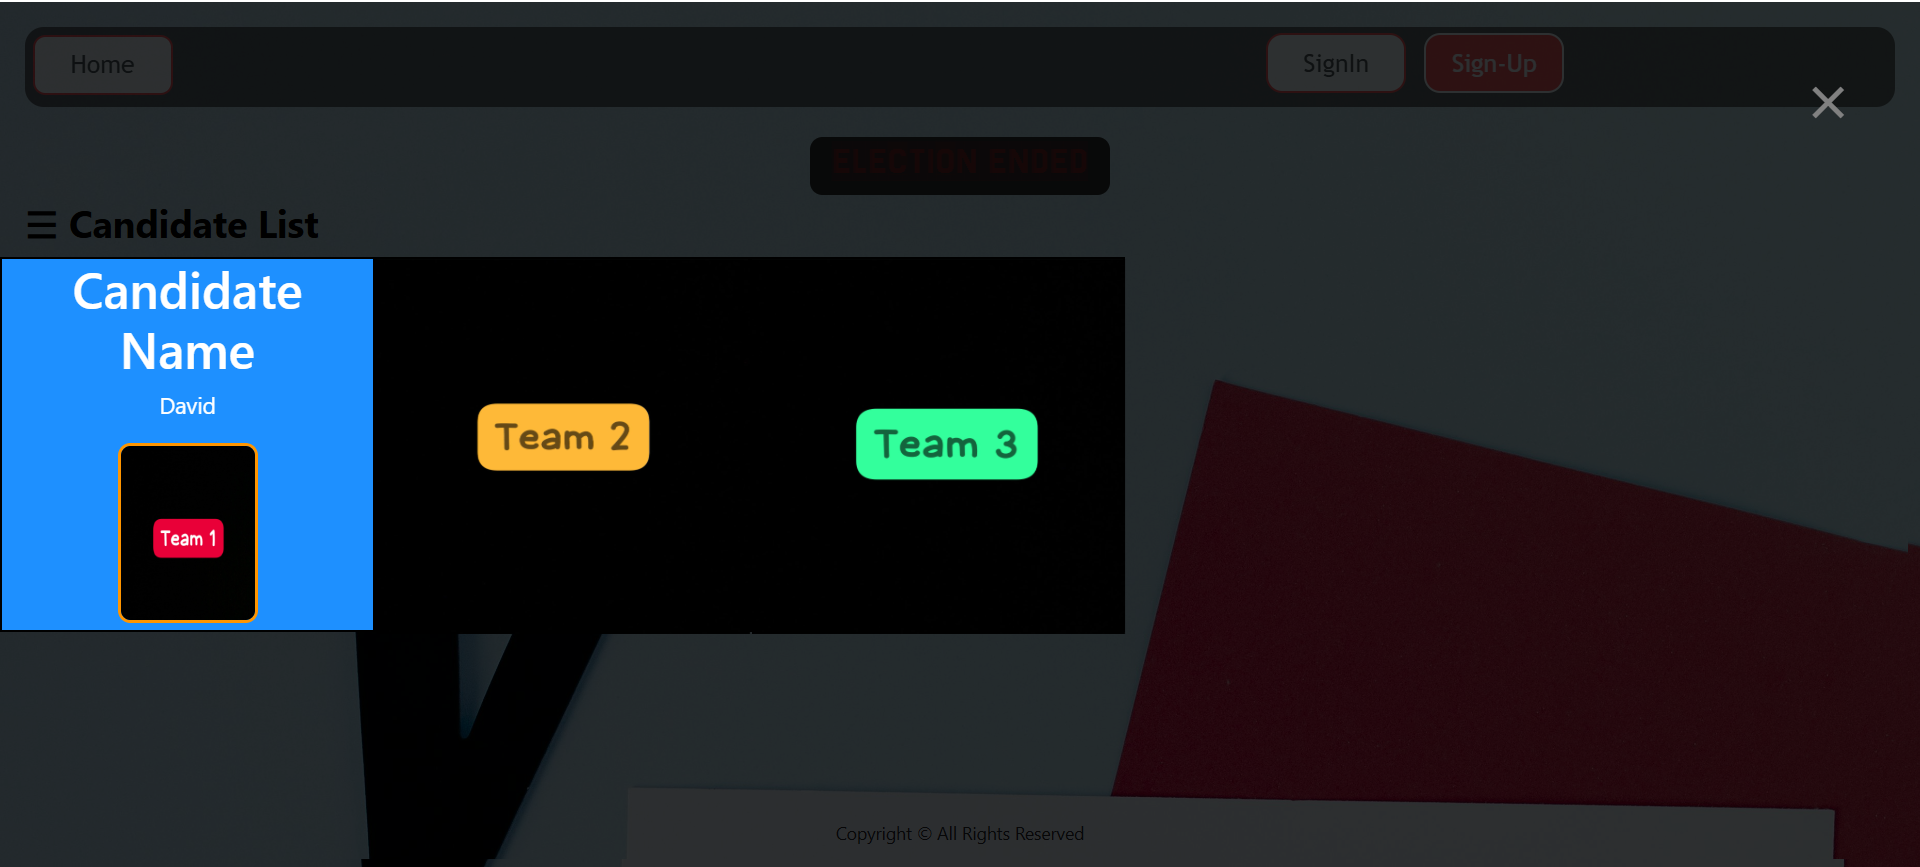 Home
SignIn
Sign-Up
ELECTION ENDED
☰ Candidate List
Candidate
Name
David
Team 1
Team 2
Team 3
Copyright © All Rights Reserved